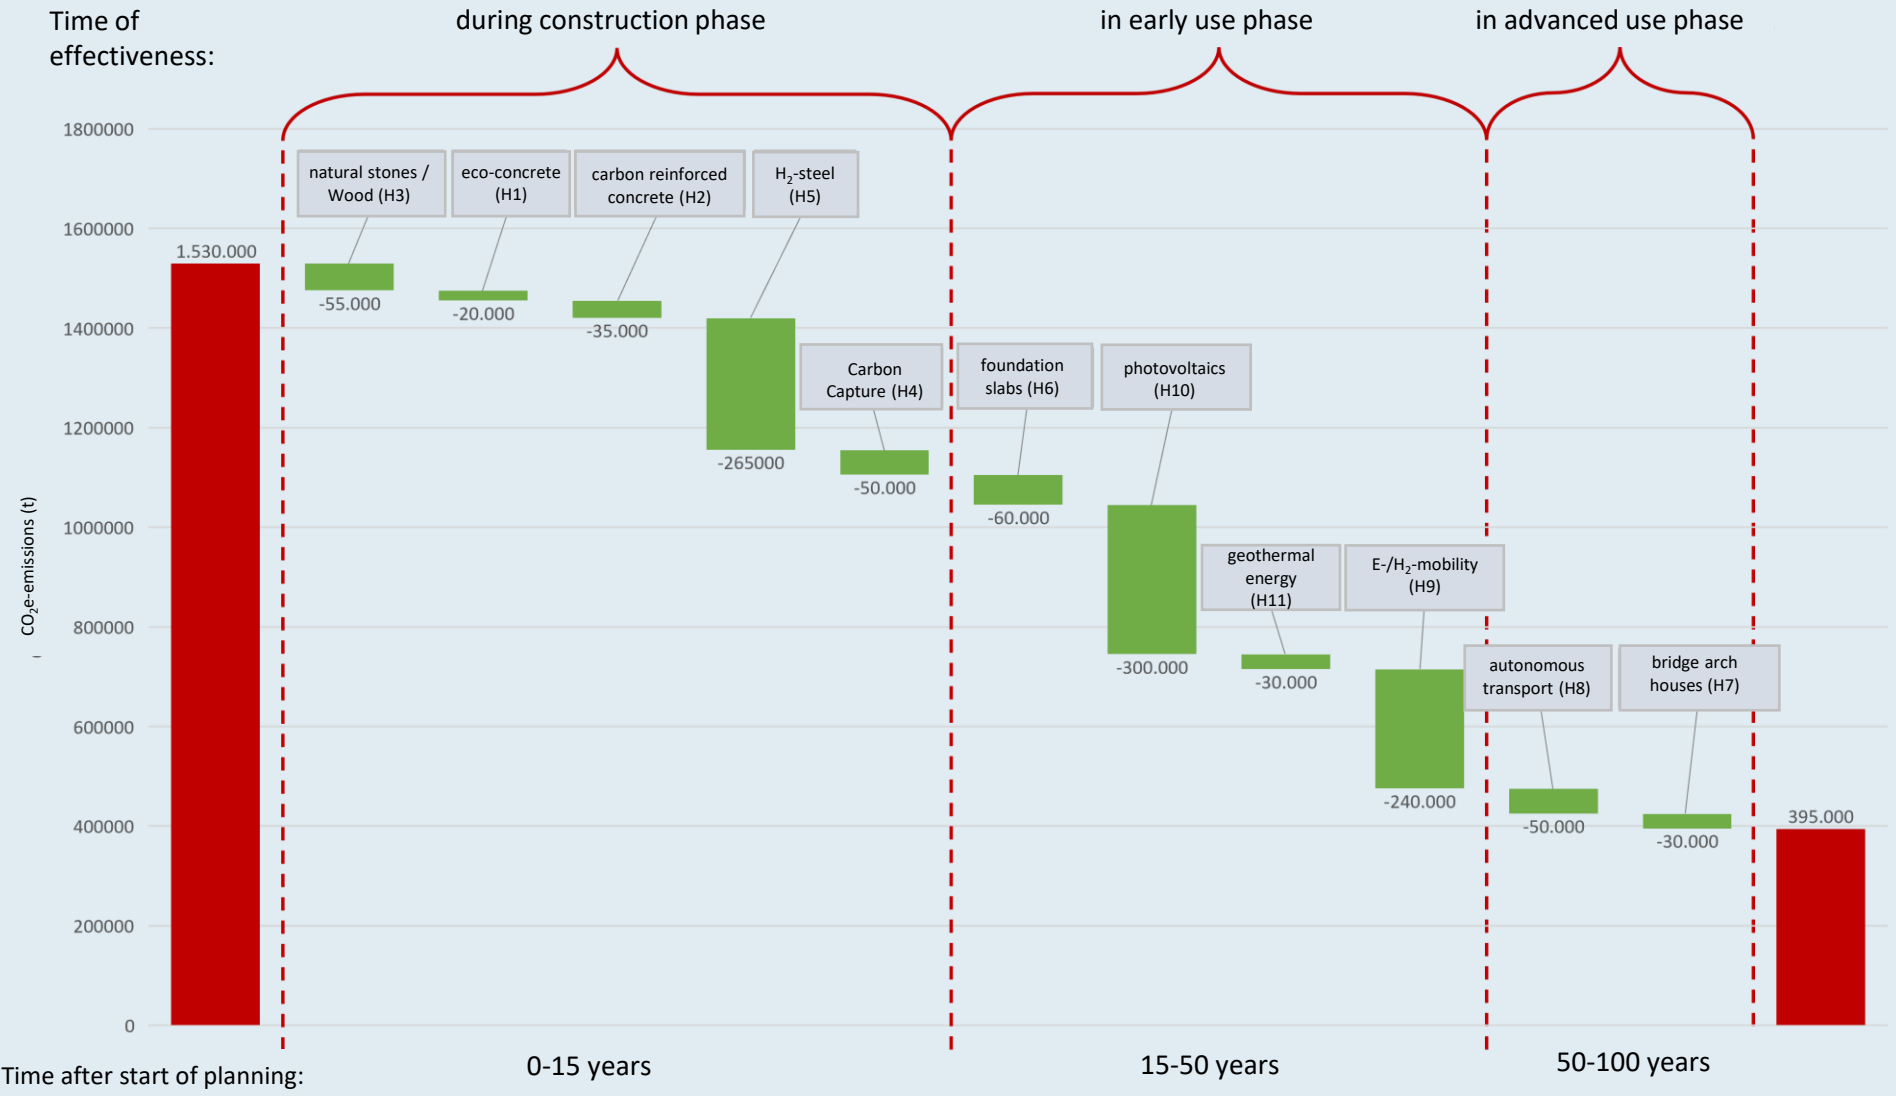 Time of
effectiveness:
during construction phase
in early use phase
in advanced use phase
1800000
1600000
1400000
1200000
1000000
800000
600000
400000
200000
0
CO₂e-emissions (t)
1.530.000
natural stones /
Wood (H3)
-55.000
eco-concrete
(H1)
-20.000
carbon reinforced
concrete (H2)
-35.000
H₂-steel
(H5)
-265000
Carbon
Capture (H4)
-50.000
foundation
slabs (H6)
-60.000
photovoltaics
(H10)
-300.000
geothermal
energy
(H11)
-30.000
E-/H₂-mobility
(H9)
-240.000
autonomous
transport (H8)
-50.000
bridge arch
houses (H7)
-30.000
395.000
Time after start of planning:
0-15 years
15-50 years
50-100 years